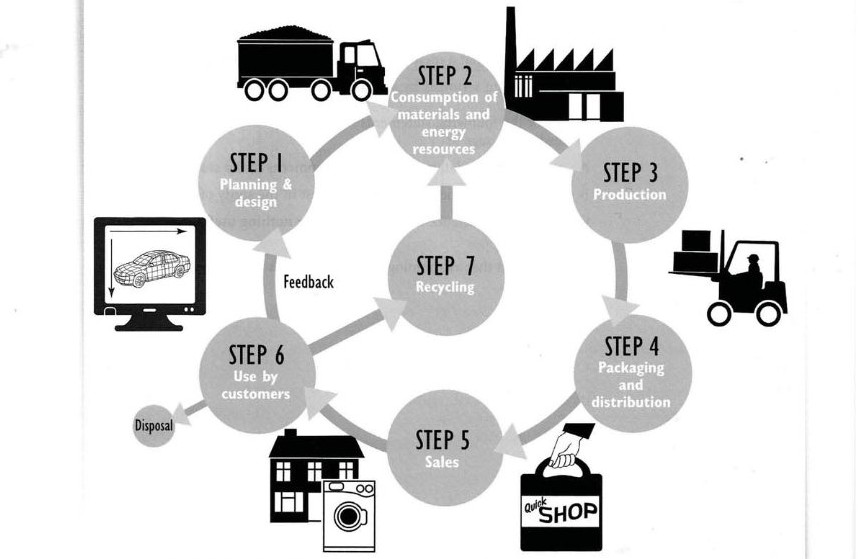 STEP 1
Planning &
design
STEP 2
Consumption of
materials and
energy
resources
STEP 3
Production
STEP 4
Packaging
and
distribution
STEP 5
Sales
STEP 6
Use by
customers
STEP 7
Recycling
Feedback
Disposal
Quick
SHOP